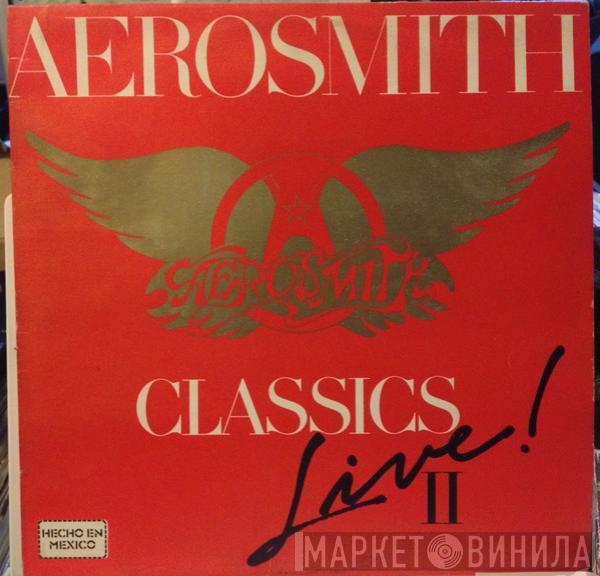 AEROSMITH
AEROSMITH
CLASSICS
Live!
II
HECHO EN
MEXICO
МАРКЕТ ВИНИЛА